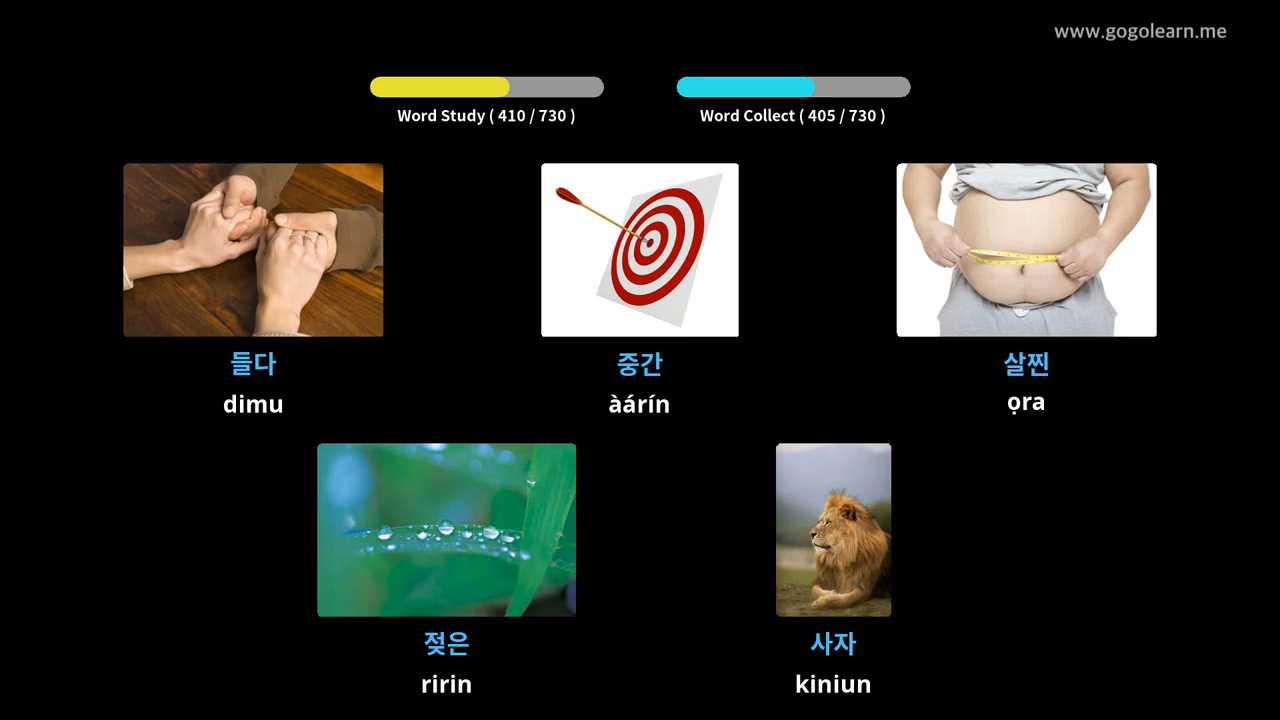 www.gogolearn.me
Word Study ( 410 / 730 )
Word Collect ( 405 / 730 )
들다
dimu
중간
àárín
살찐
ọra
젖은
ririn
사자
kiniun